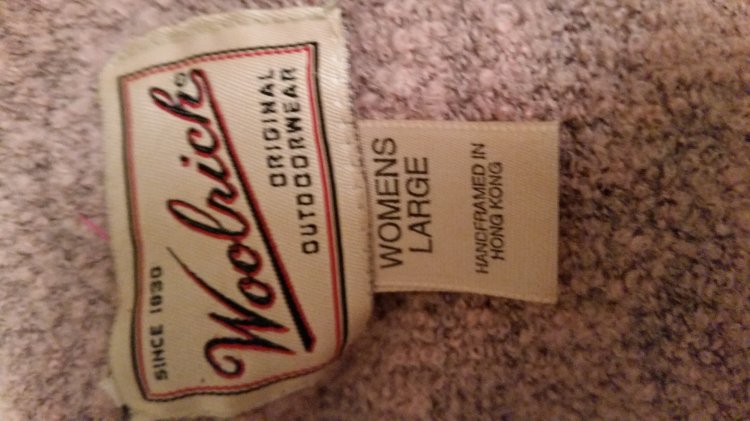 SINCE 1830
Woolrich®
ORIGINAL
OUTDOORWEAR
WOMENS
LARGE
HANDFRAMED IN
HONG KONG